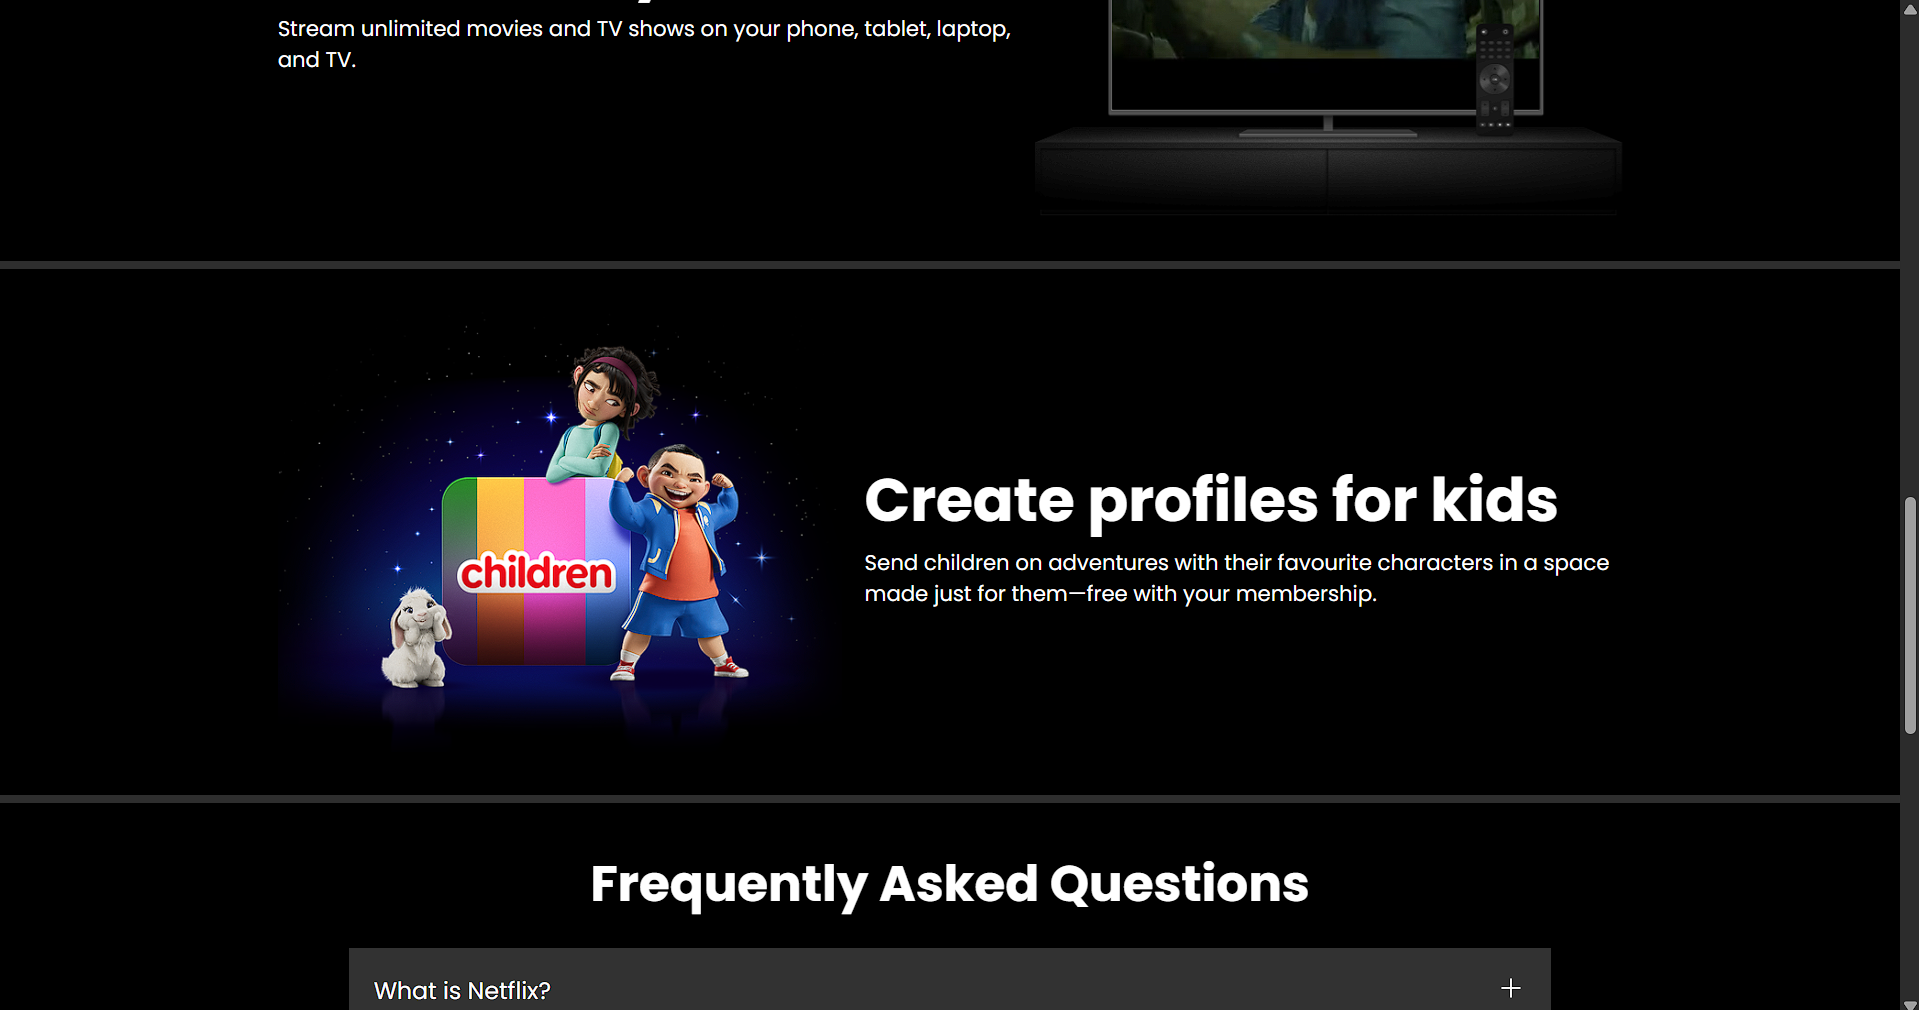 Stream unlimited movies and TV shows on your phone, tablet, laptop,
and TV.
children
Create profiles for kids
Send children on adventures with their favourite characters in a space
made just for them—free with your membership.
Frequently Asked Questions
What is Netflix?